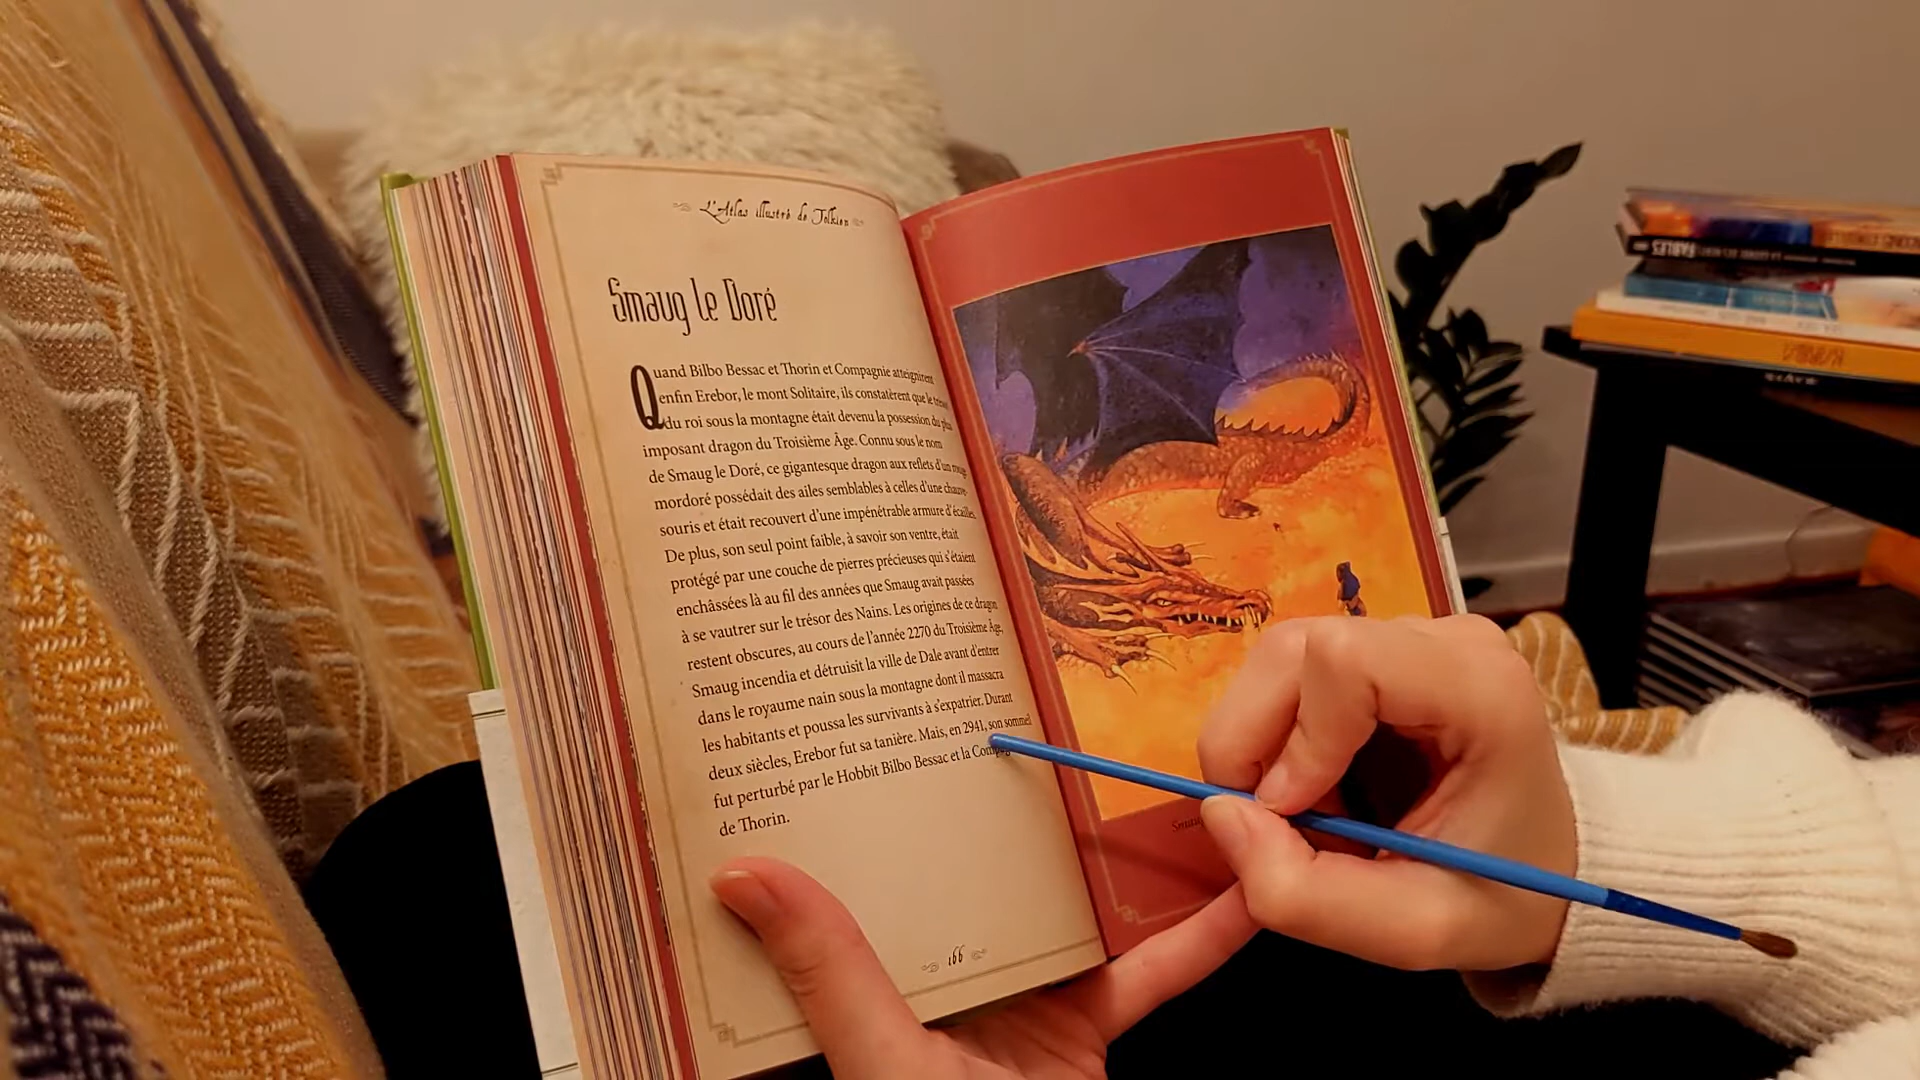 L'Atlas illustré de Tolkien
Smaug le Doré
Quand Bilbo Bessac et Thorin et Compagnie atteignirent
enfin Erebor, le mont Solitaire, ils constatèrent que le trésor
du roi sous la montagne était devenu la possession du plus
imposant dragon du Troisième Âge. Connu sous le nom
de Smaug le Doré, ce gigantesque dragon aux reflets d'un rouge
mordoré possédait des ailes semblables à celles d'une chauve-
souris et était recouvert d'une impénétrable armure d'écailles.
De plus, son seul point faible, à savoir son ventre, était
protégé par une couche de pierres précieuses qui s'étaient
enchâssées là au fil des années que Smaug avait passées
à se vautrer sur le trésor des Nains. Les origines de ce dragon
restent obscures, au cours de l'année 2270 du Troisième Âge,
Smaug incendia et détruisit la ville de Dale avant d'entrer
dans le royaume nain sous la montagne dont il massacra
les habitants et poussa les survivants à s'expatrier. Durant
deux siècles, Erebor fut sa tanière. Mais, en 2941, son sommeil
fut perturbé par le Hobbit Bilbo Bessac et la
de Thorin.
166
Smaug
FABLES